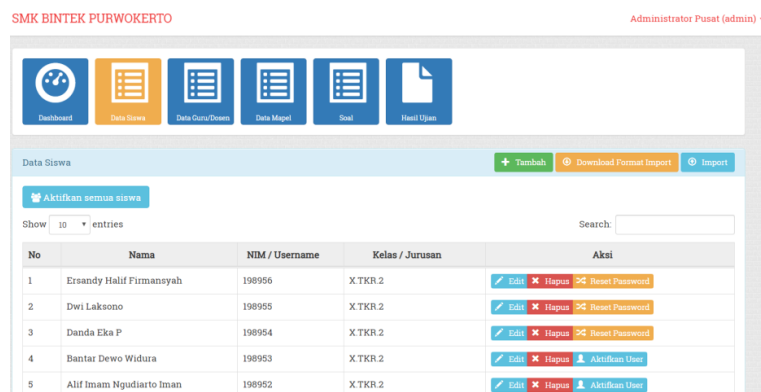 SMK BINTEK PURWOKERTO Administrator Pusat (admin)
Dashboard Data Siswa Data Guru/Dosen Data Mapel Soal Hasil Ujian
Data Siswa Tambah Download Format Import Import
Aktifkan semua siswa
Show 10 entries Search:
No Nama NIM / Username Kelas / Jurusan Aksi
1 Ersandy Halif Firmansyah 198956 X.TKR.2 Edit Hapus Reset Password
2 Dwi Laksono 198955 X.TKR.2 Edit Hapus Reset Password
3 Danda Eka P 198954 X.TKR.2 Edit Hapus Reset Password
4 Bantar Dewo Widura 198953 X.TKR.2 Edit Hapus Aktifkan User
5 Alif Imam Ngudiarto Iman 198952 X.TKR.2 Edit Hapus Aktifkan User